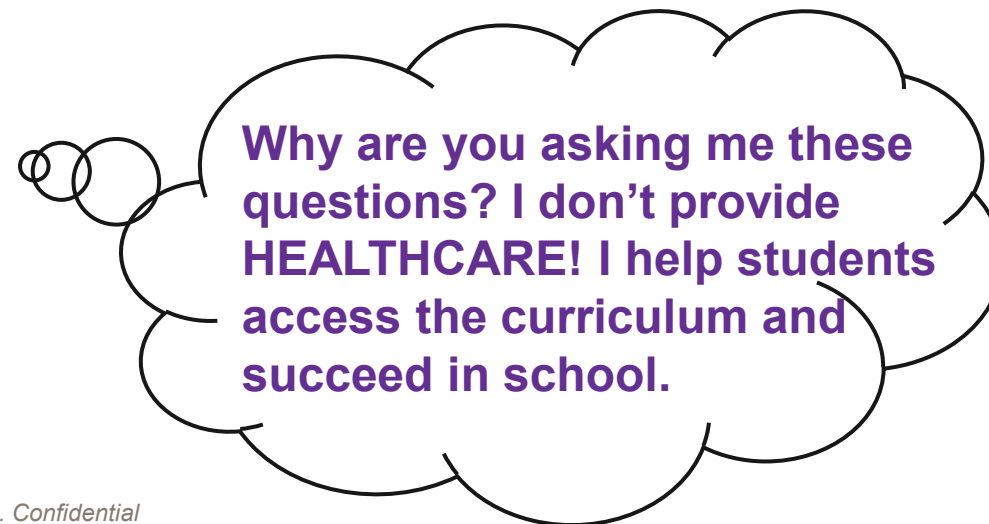 Why are you asking me these
questions? I don’t provide
HEALTHCARE! I help students
access the curriculum and
succeed in school.
. Confidential